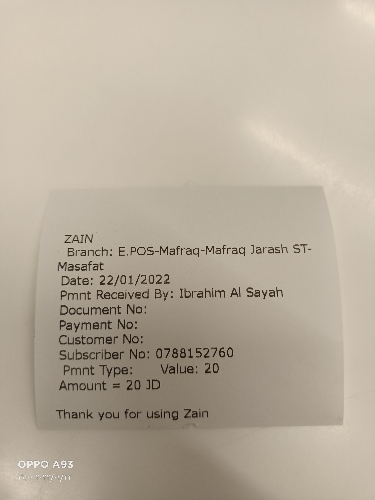 ZAIN
Branch: E.POS-Mafraq-Mafraq Jarash ST-
Masafat
Date: 22/01/2022
Pmnt Received By: Ibrahim Al Sayah
Document No:
Payment No:
Customer No:
Subscriber No: 0788152760
Pmnt Type: Value: 20
Amount = 20 JD
Thank you for using Zain
OPPO A93